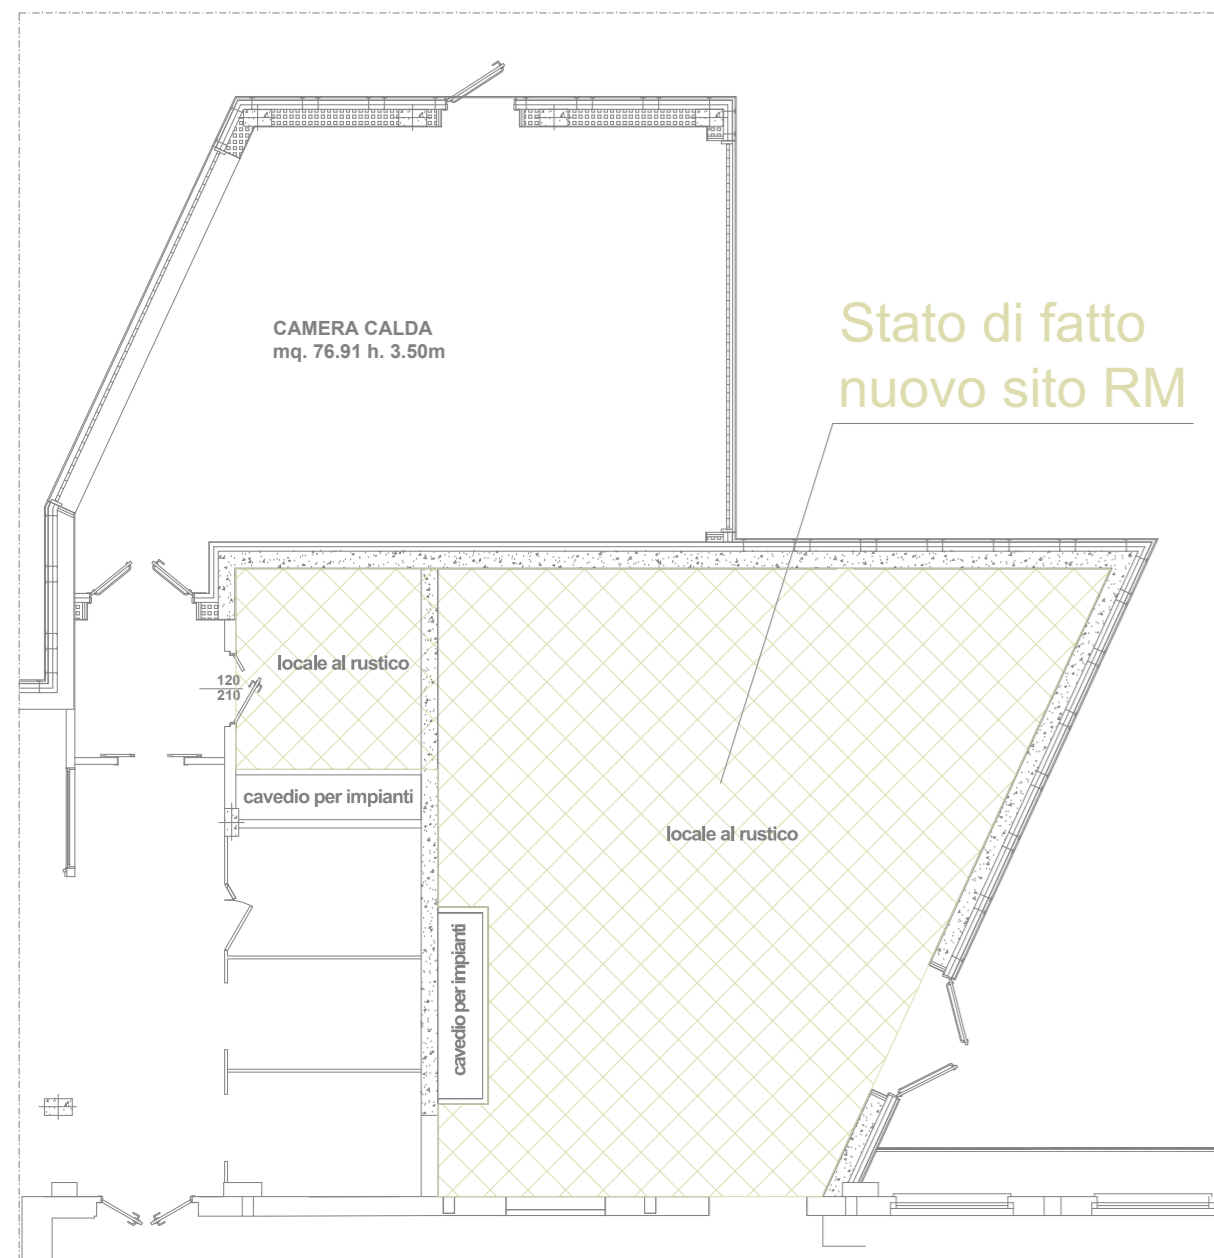 CAMERA CALDA
mq. 76.91 h. 3.50m
Stato di fatto
nuovo sito RM
locale al rustico
120
210
cavedio per impianti
locale al rustico
cavedio per impianti